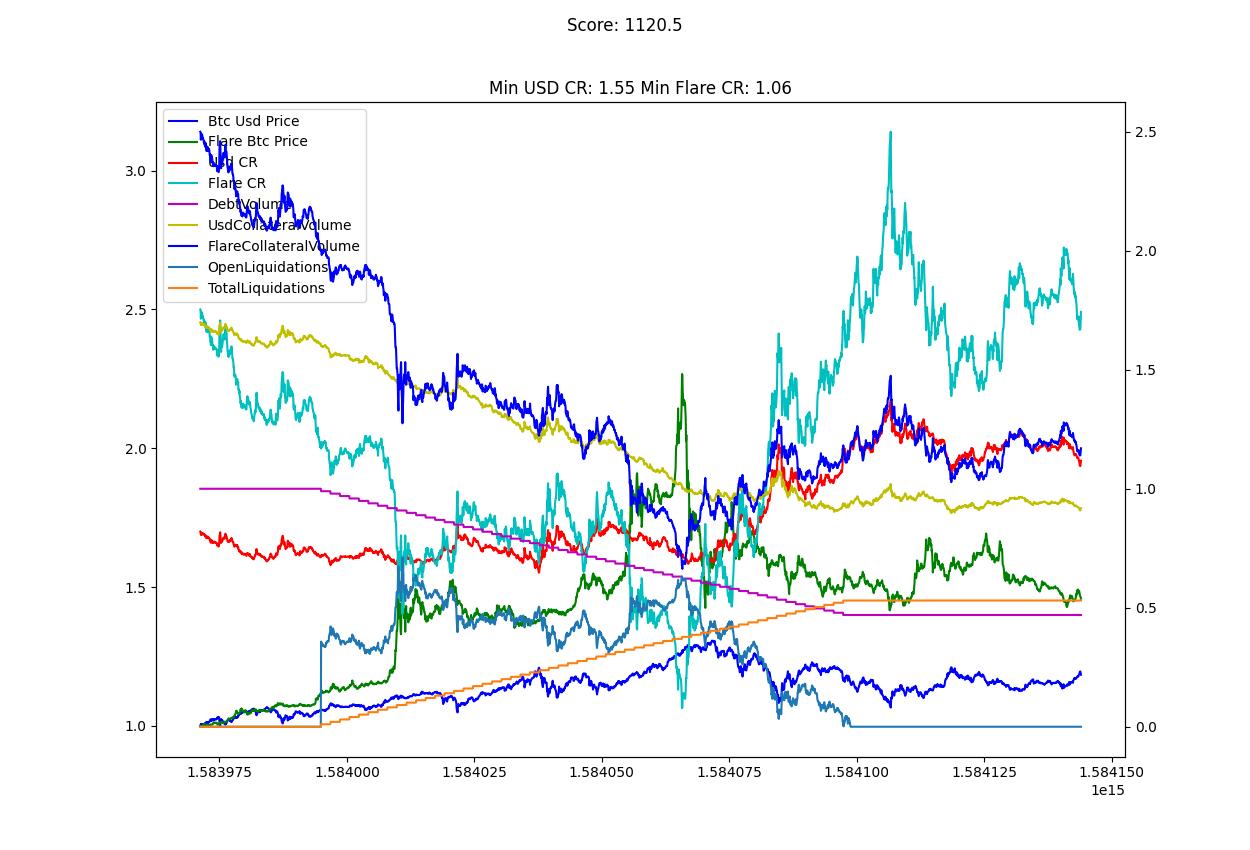 Score: 1120.5
Min USD CR: 1.55 Min Flare CR: 1.06
Btc Usd Price
Flare Btc Price
Usd CR
Flare CR
DebtVolume
UsdCollateralVolume
FlareCollateralVolume
OpenLiquidations
TotalLiquidations
3.0
2.5
2.0
1.5
1.0
2.5
2.0
1.5
1.0
0.5
0.0
1.583975 1.584000 1.584025 1.584050 1.584075 1.584100 1.584125 1.584150
1e15